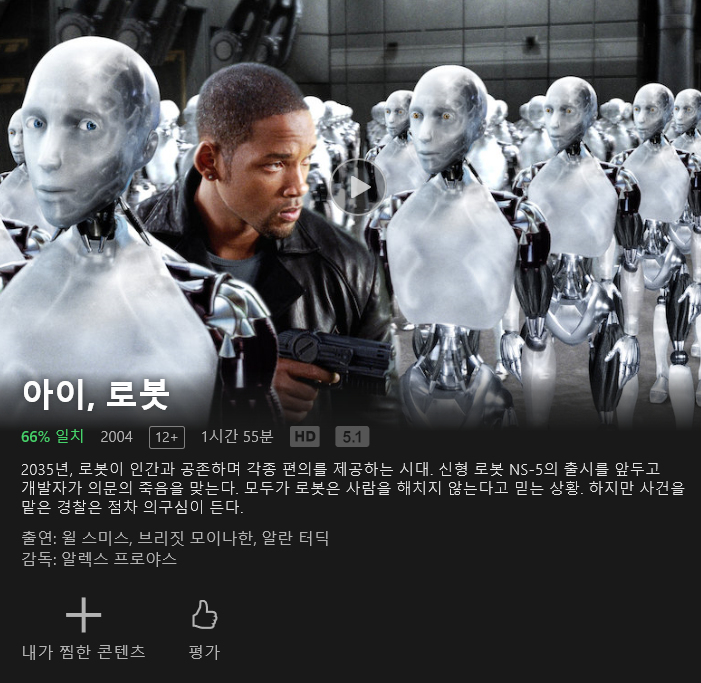 아이, 로봇
66% 일치 2004 12+ 1시간 55분 HD 5.1
2035년, 로봇이 인간과 공존하며 각종 편의를 제공하는 시대. 신형 로봇 NS-5의 출시를 앞두고
개발자가 의문의 죽음을 맞는다. 모두가 로봇은 사람을 해치지 않는다고 믿는 상황. 하지만 사건을
맡은 경찰은 점차 의구심이 든다.
출연: 윌 스미스, 브리짓 모이나한, 알란 터딕
감독: 알렉스 프로야스
내가 찜한 콘텐츠 평가